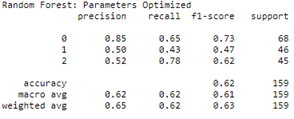 Random Forest: Parameters Optimized
precision recall f1-score support
0 0.85 0.65 0.73 68
1 0.50 0.43 0.47 46
2 0.52 0.78 0.62 45
accuracy 0.62 159
macro avg 0.62 0.62 0.61 159
weighted avg 0.65 0.62 0.63 159